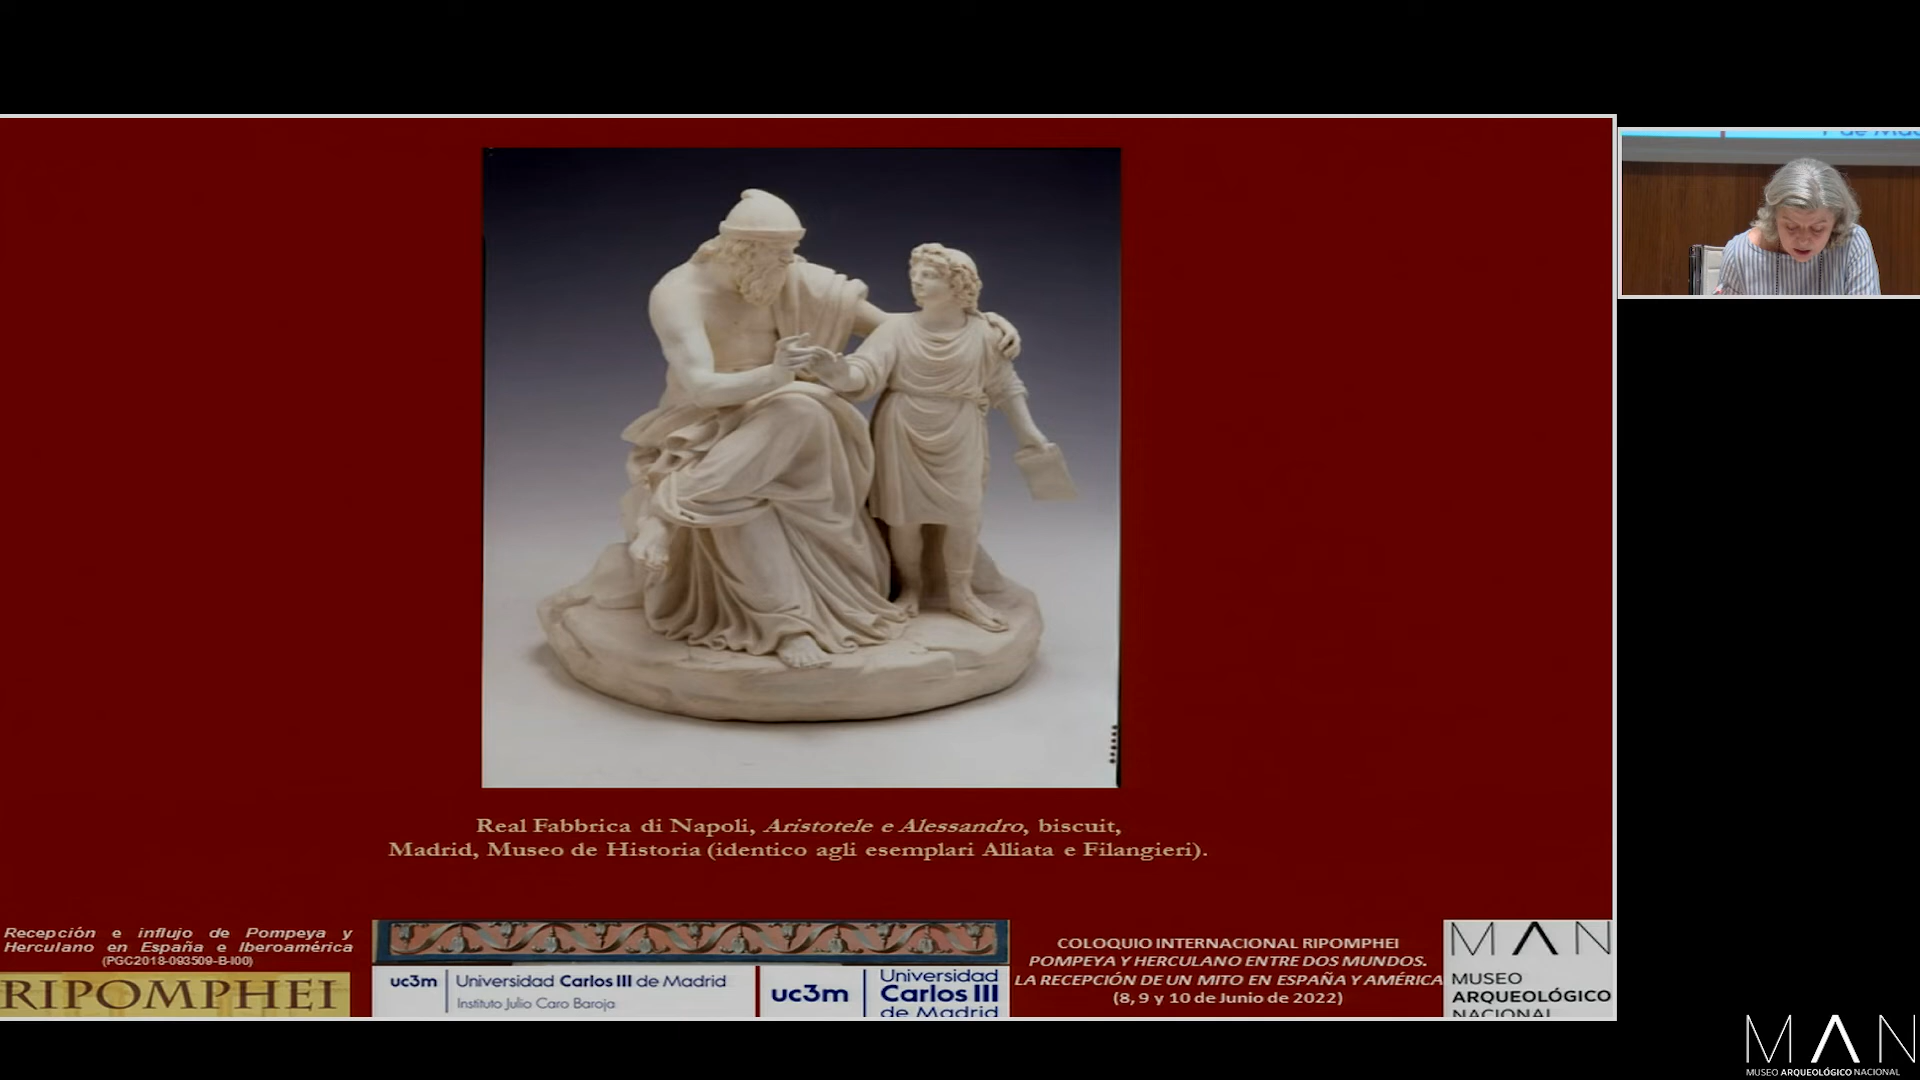 Real Fabbrica di Napoli, Aristotele e Alessandro, biscuit,
Madrid, Museo de Historia (identico agli esemplari Alliata e Filangieri).
Recepción e influjo de Pompeya y
Herculano en España e Iberoamérica
(PGC2018-093509-B-I00)
RIPOMPHEI
uc3m Universidad Carlos III de Madrid
Instituto Julio Caro Baroja
uc3m Universidad
Carlos III
de Madrid
COLOQUIO INTERNACIONAL RIPOMPHEI
POMPEYA Y HERCULANO ENTRE DOS MUNDOS.
LA RECEPCIÓN DE UN MITO EN ESPAÑA Y AMÉRICA
(8, 9 y 10 de Junio de 2022)
MAN
MUSEO
ARQUEOLÓGICO
NACIONAL
MAN
MUSEO ARQUEOLÓGICO NACIONAL